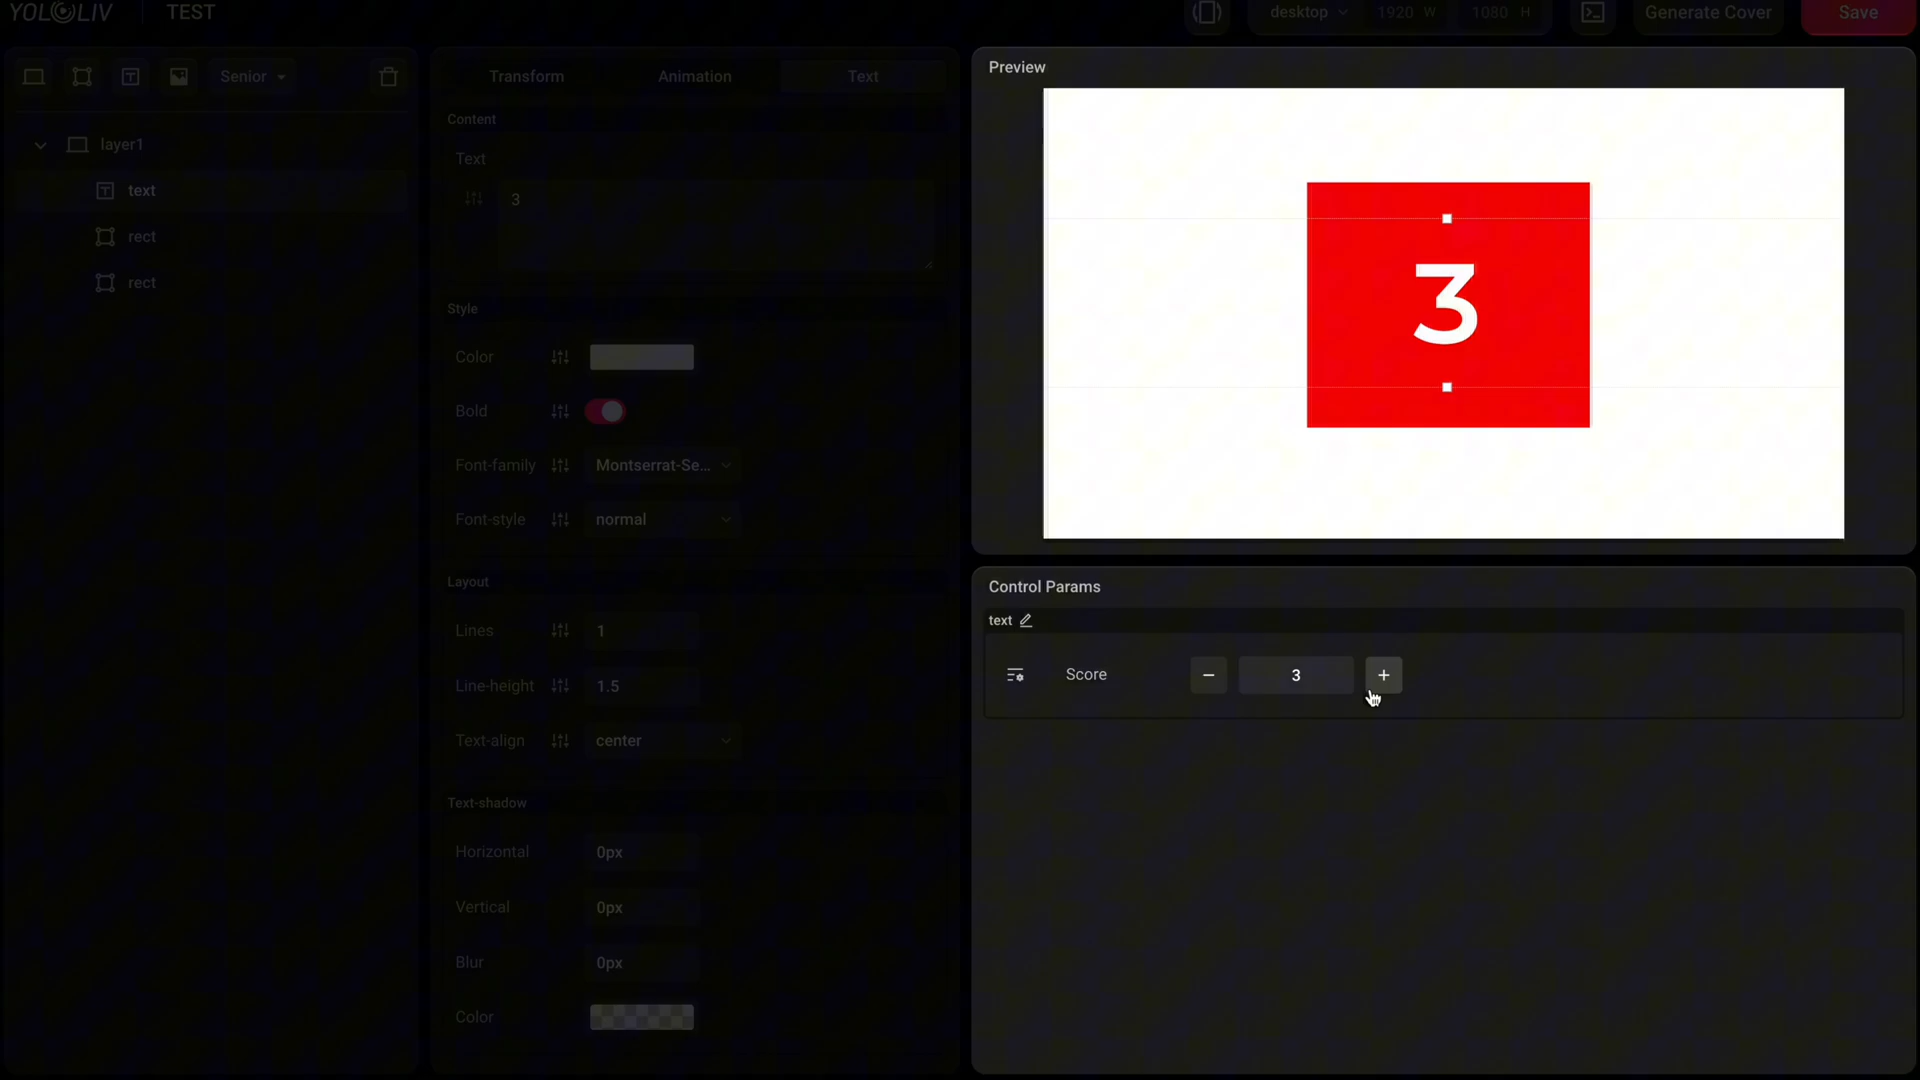 YOLOLIV
TEST
desktop
1920 W
1080 H
Generate Cover
Save
Senior
layer1
text
rect
rect
Transform
Animation
Text
Content
Text
3
Style
Color
Bold
Font-family
Montserrat-Se...
Font-style
normal
Layout
Lines
1
Line-height
1.5
Text-align
center
Text-shadow
Horizontal
0px
Vertical
0px
Blur
0px
Color
Preview
3
Control Params
text
Score
−
3
+